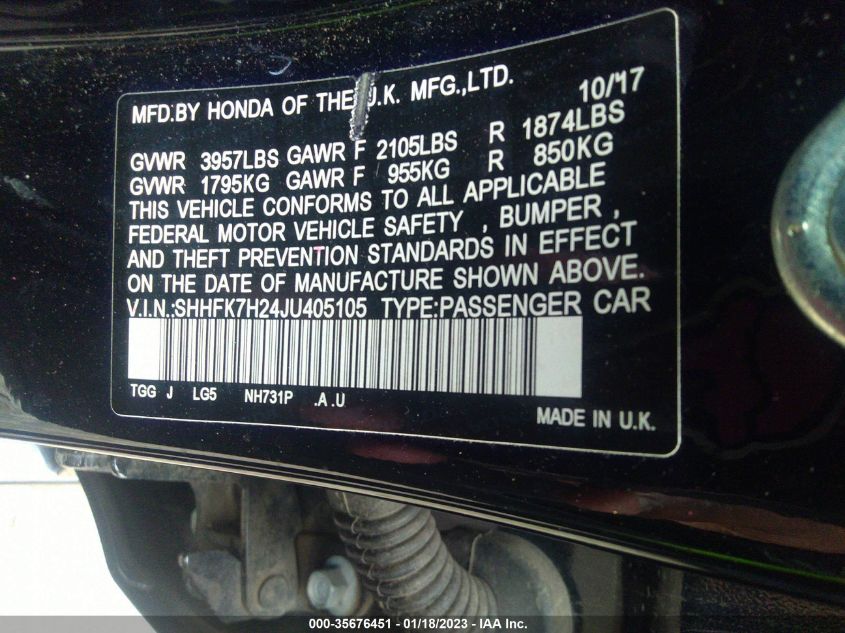 MFD.BY HONDA OF THE U.K. MFG.,LTD. 10/17
GVWR 3957LBS GAWR F 2105LBS R 1874LBS
GVWR 1795KG GAWR F 955KG R 850KG
THIS VEHICLE CONFORMS TO ALL APPLICABLE
FEDERAL MOTOR VEHICLE SAFETY , BUMPER ,
AND THEFT PREVENTION STANDARDS IN EFFECT
ON THE DATE OF MANUFACTURE SHOWN ABOVE.
V.I.N.:SHHFK7H24JU405105 TYPE:PASSENGER CAR
TGG J LG5 NH731P .A .U
MADE IN U.K.
000-35676451 — 01/18/2023 — IAA Inc.